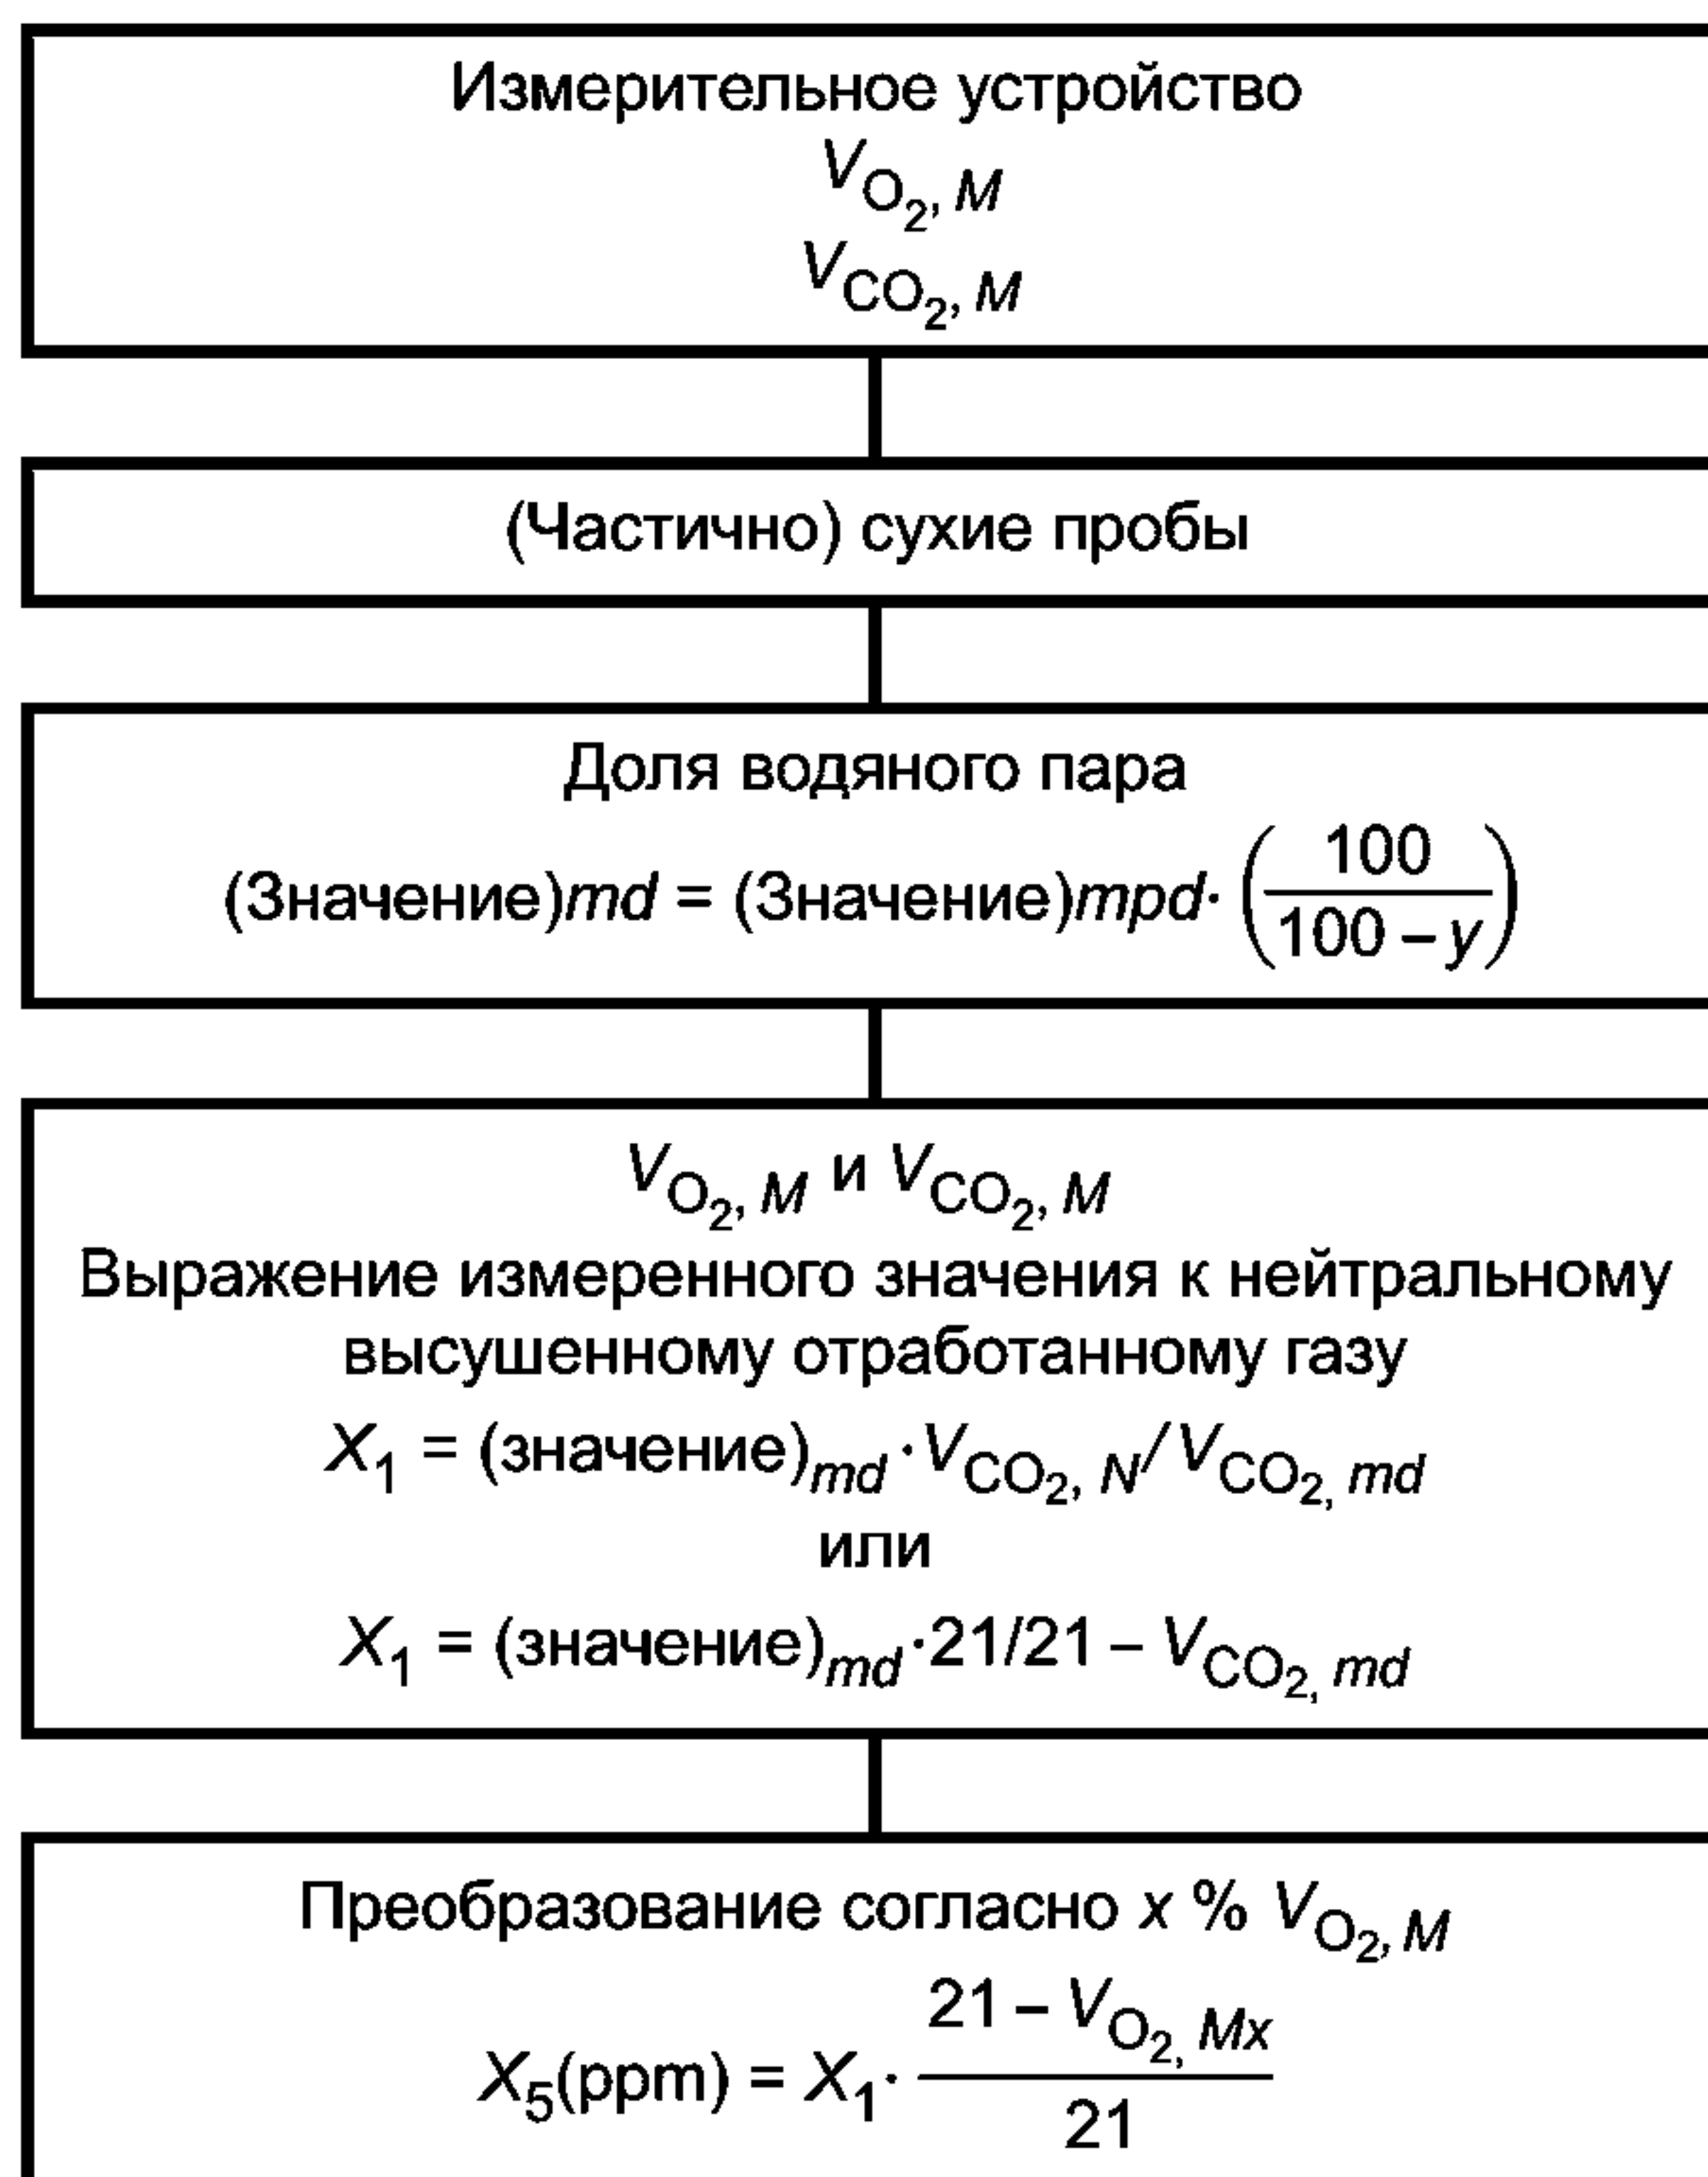 Измерительное устройство
V_{O_2, M}
V_{CO_2, M}
(Частично) сухие пробы
Доля водяного пара
(Значение)md = (Значение)mpd·(100/(100 – y))
V_{O_2, M} и V_{CO_2, M}
Выражение измеренного значения к нейтральному
высушенному отработанному газу
X_1 = (значение)_{md}·V_{CO_2, N}/V_{CO_2, md}
или
X_1 = (значение)_{md}·21/21 – V_{CO_2, md}
Преобразование согласно x % V_{O_2, M}
X_5(ppm) = X_1·(21 – V_{O_2, Mx})/21